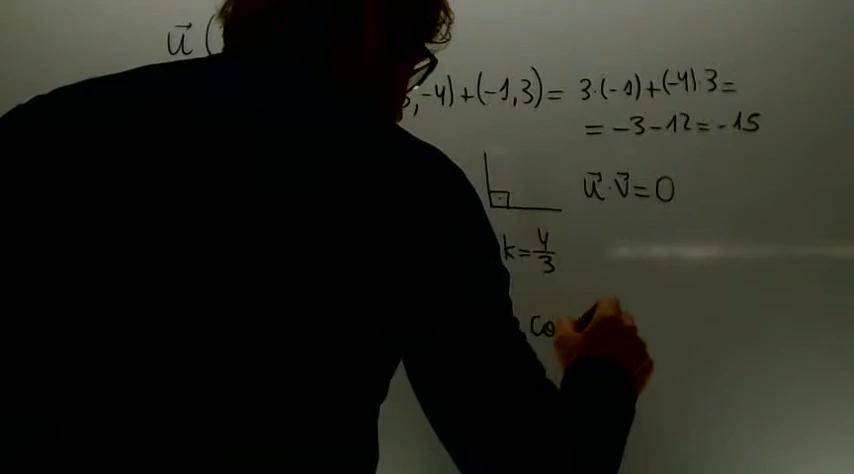 u⃗ (
, -4) + (-1, 3) = 3·(-1) + (-4)·3 =
= -3 - 12 = -15
u⃗ · v⃗ = 0
k = 4/3
co